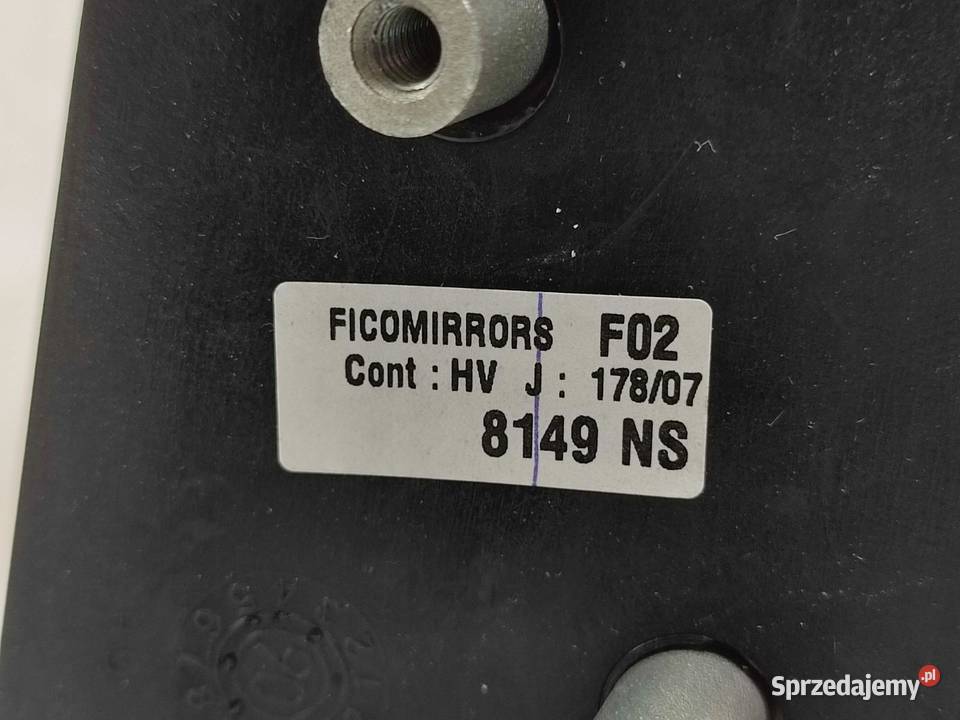 FICOMIRRORS F02
Cont : HV J : 178/07
8149 NS
Sprzedajemy.pl